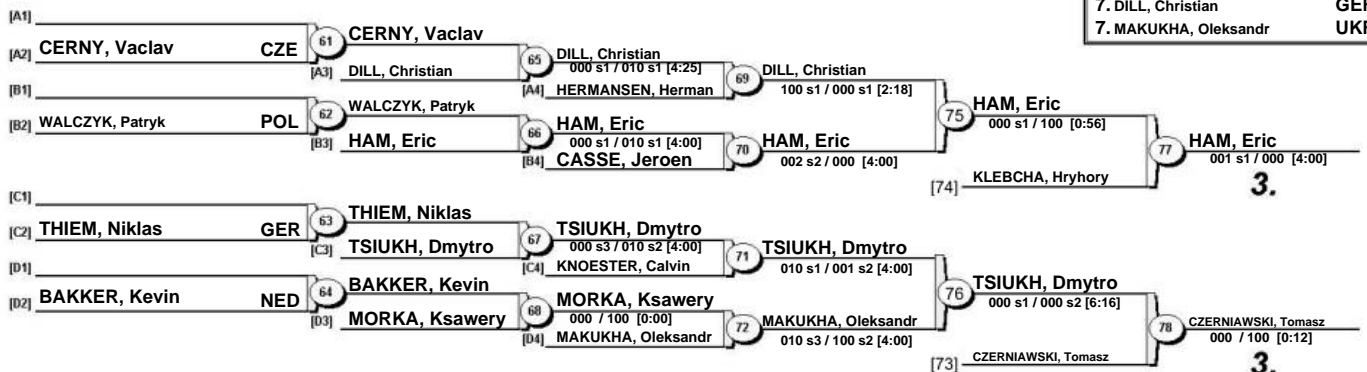 7. DILL, Christian GER
7. MAKUKHA, Oleksandr UKR
[A1]
[A2] CERNY, Vaclav CZE
61
CERNY, Vaclav
[A3] DILL, Christian
65
DILL, Christian
000 s1 / 010 s1 [4:25]
[A4] HERMANSEN, Herman
69
DILL, Christian
100 s1 / 000 s1 [2:18]
[B1]
[B2] WALCZYK, Patryk POL
62
WALCZYK, Patryk
[B3] HAM, Eric
66
HAM, Eric
000 s1 / 010 s1 [4:00]
[B4] CASSE, Jeroen
70
HAM, Eric
002 s2 / 000 [4:00]
75
HAM, Eric
000 s1 / 100 [0:56]
[74] KLEBCHA, Hryhory
77
HAM, Eric
001 s1 / 000 [4:00]
3.
[C1]
[C2] THIEM, Niklas GER
63
THIEM, Niklas
[C3] TSIUKH, Dmytro
67
TSIUKH, Dmytro
000 s3 / 010 s2 [4:00]
[C4] KNOESTER, Calvin
71
TSIUKH, Dmytro
010 s1 / 001 s2 [4:00]
[D1]
[D2] BAKKER, Kevin NED
64
BAKKER, Kevin
[D3] MORKA, Ksawery
68
MORKA, Ksawery
000 / 100 [0:00]
[D4] MAKUKHA, Oleksandr
72
MAKUKHA, Oleksandr
010 s3 / 100 s2 [4:00]
76
TSIUKH, Dmytro
000 s1 / 000 s2 [6:16]
[73] CZERNIAWSKI, Tomasz
78
CZERNIAWSKI, Tomasz
000 / 100 [0:12]
3.